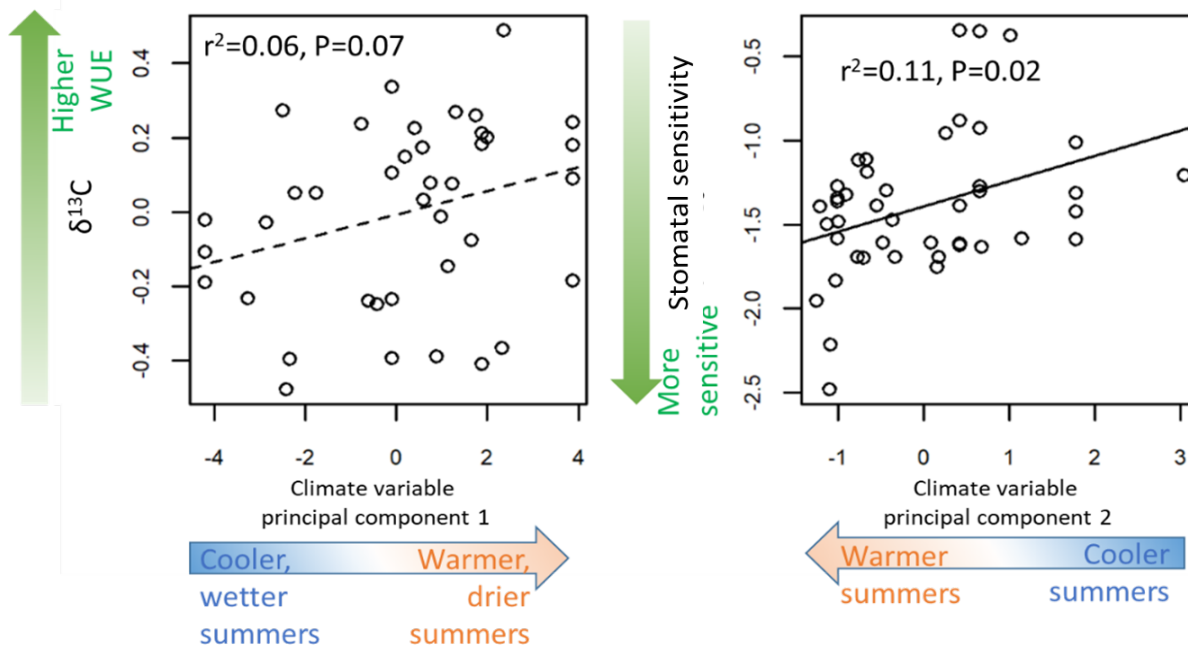 Higher
WUE
δ¹³C
r²=0.06, P=0.07
0.4
0.2
0.0
-0.2
-0.4
-4
-2
0
2
4
Climate variable
principal component 1
Cooler,
wetter
summers
Warmer,
drier
summers
Stomatal sensitivity
More
sensitive
r²=0.11, P=0.02
-0.5
-1.0
-1.5
-2.0
-2.5
-1
0
1
2
3
Climate variable
principal component 2
Warmer
summers
Cooler
summers